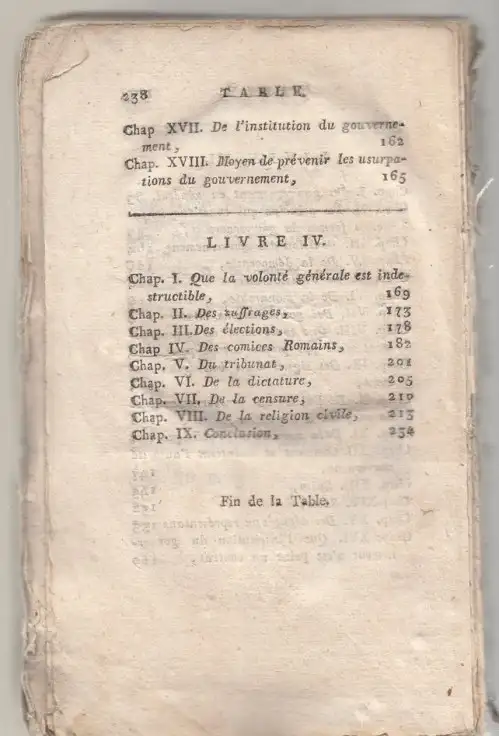 238 TABLE.
Chap XVII. De l'institution du gouverne-
ment, 162
Chap. XVIII. Moyen de prévenir les usurpa-
tions du gouvernement, 165
LIVRE IV.
Chap. I. Que la volonté générale est inde-
structible, 169
Chap. II. Des suffrages, 173
Chap. III. Des élections, 178
Chap IV. Des comices Romains, 182
Chap. V. Du tribunat, 201
Chap. VI. De la dictature, 205
Chap. VII. De la censure, 210
Chap. VIII. De la religion civile, 213
Chap. IX. Conclusion, 234
Fin de la Table.